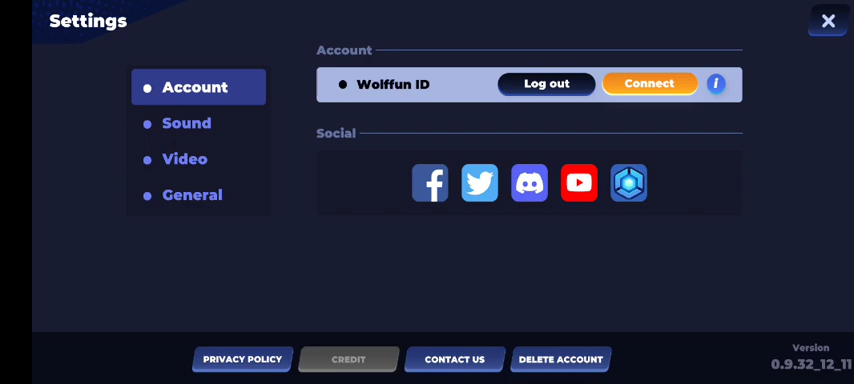 Settings
Account
Sound
Video
General
Account
Wolffun ID
Log out
Connect
i
Social
PRIVACY POLICY
CREDIT
CONTACT US
DELETE ACCOUNT
Version
0.9.32_12_11